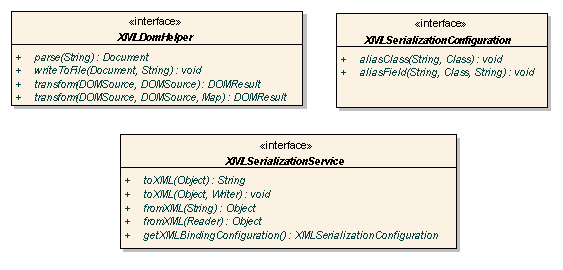 «interface»
XMLDomHelper
+ parse(String) : Document
+ writeToFile(Document, String) : void
+ transform(DOMSource, DOMSource) : DOMResult
+ transform(DOMSource, DOMSource, Map) : DOMResult
«interface»
XMLSerializationConfiguration
+ aliasClass(String, Class) : void
+ aliasField(String, Class, String) : void
«interface»
XMLSerializationService
+ toXML(Object) : String
+ toXML(Object, Writer) : void
+ fromXML(String) : Object
+ fromXML(Reader) : Object
+ getXMLBindingConfiguration() : XMLSerializationConfiguration